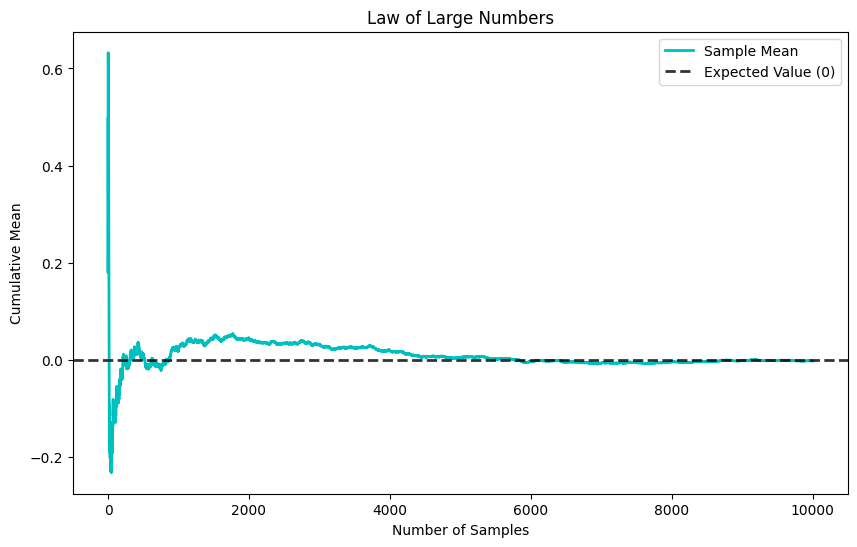 Law of Large Numbers
Sample Mean
Expected Value (0)
Cumulative Mean
0.6
0.4
0.2
0.0
−0.2
0
2000
4000
6000
8000
10000
Number of Samples